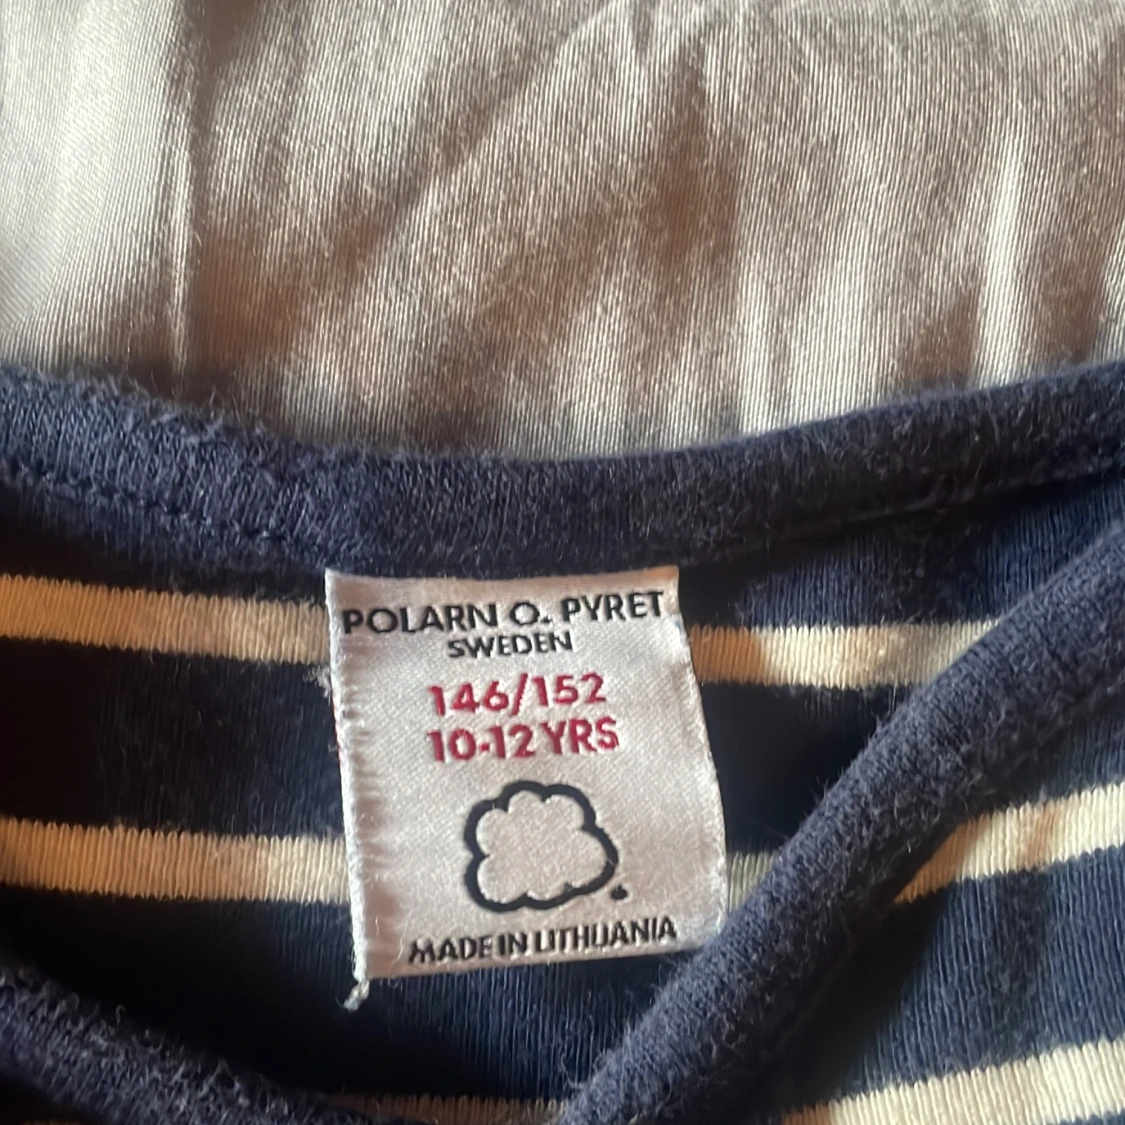 POLARN O. PYRET
SWEDEN
146/152
10-12 YRS
MADE IN LITHUANIA